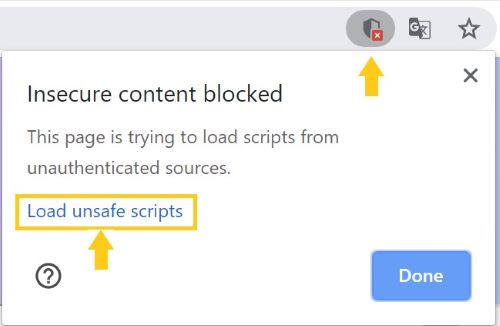 Insecure content blocked
This page is trying to load scripts from
unauthenticated sources.
Load unsafe scripts
Done